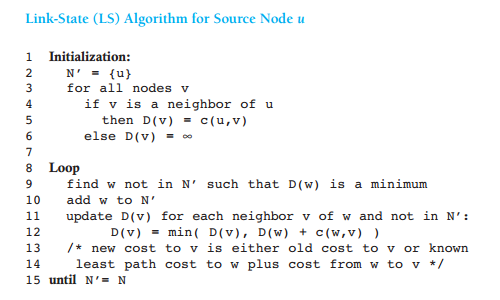 Link-State (LS) Algorithm for Source Node u
1 Initialization:
2 N' = {u}
3 for all nodes v
4 if v is a neighbor of u
5 then D(v) = c(u,v)
6 else D(v) = ∞
7
8 Loop
9 find w not in N' such that D(w) is a minimum
10 add w to N'
11 update D(v) for each neighbor v of w and not in N':
12 D(v) = min( D(v), D(w) + c(w,v) )
13 /* new cost to v is either old cost to v or known
14 least path cost to w plus cost from w to v */
15 until N'= N